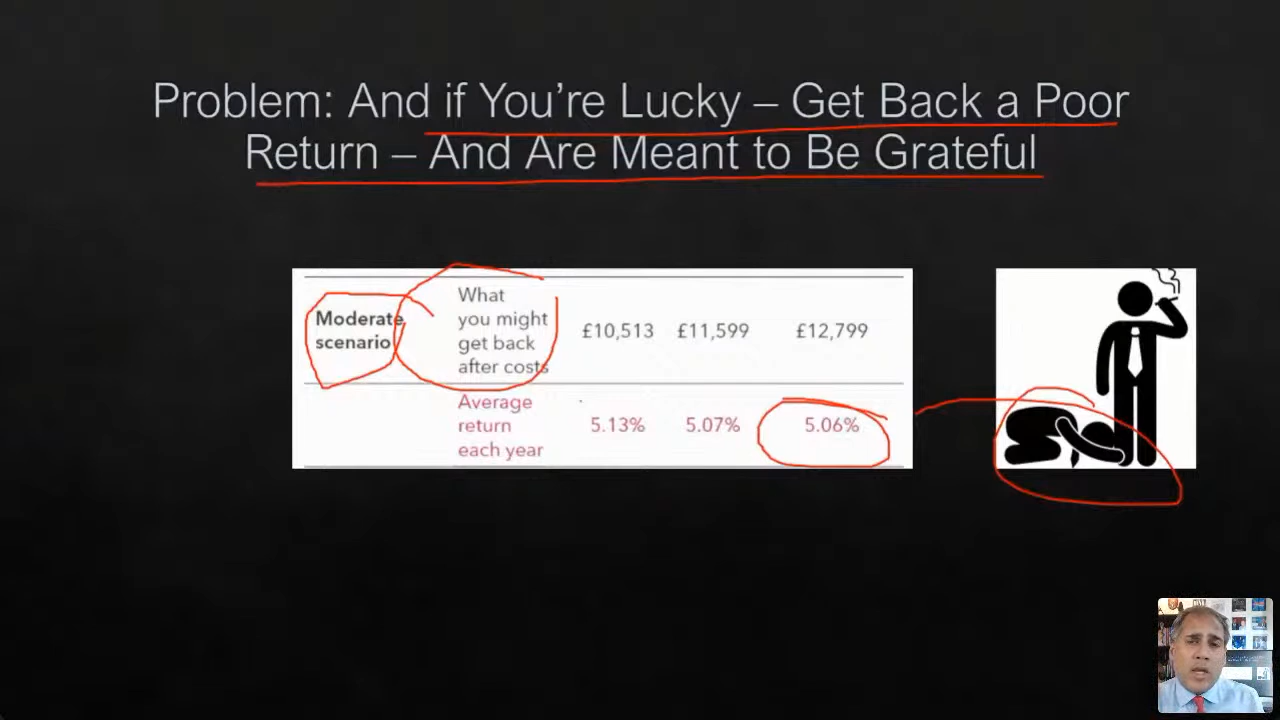 Problem: And if You’re Lucky – Get Back a Poor
Return – And Are Meant to Be Grateful
Moderate
scenario
What
you might
get back
after costs
£10,513 £11,599 £12,799
Average
return
each year
5.13% 5.07% 5.06%